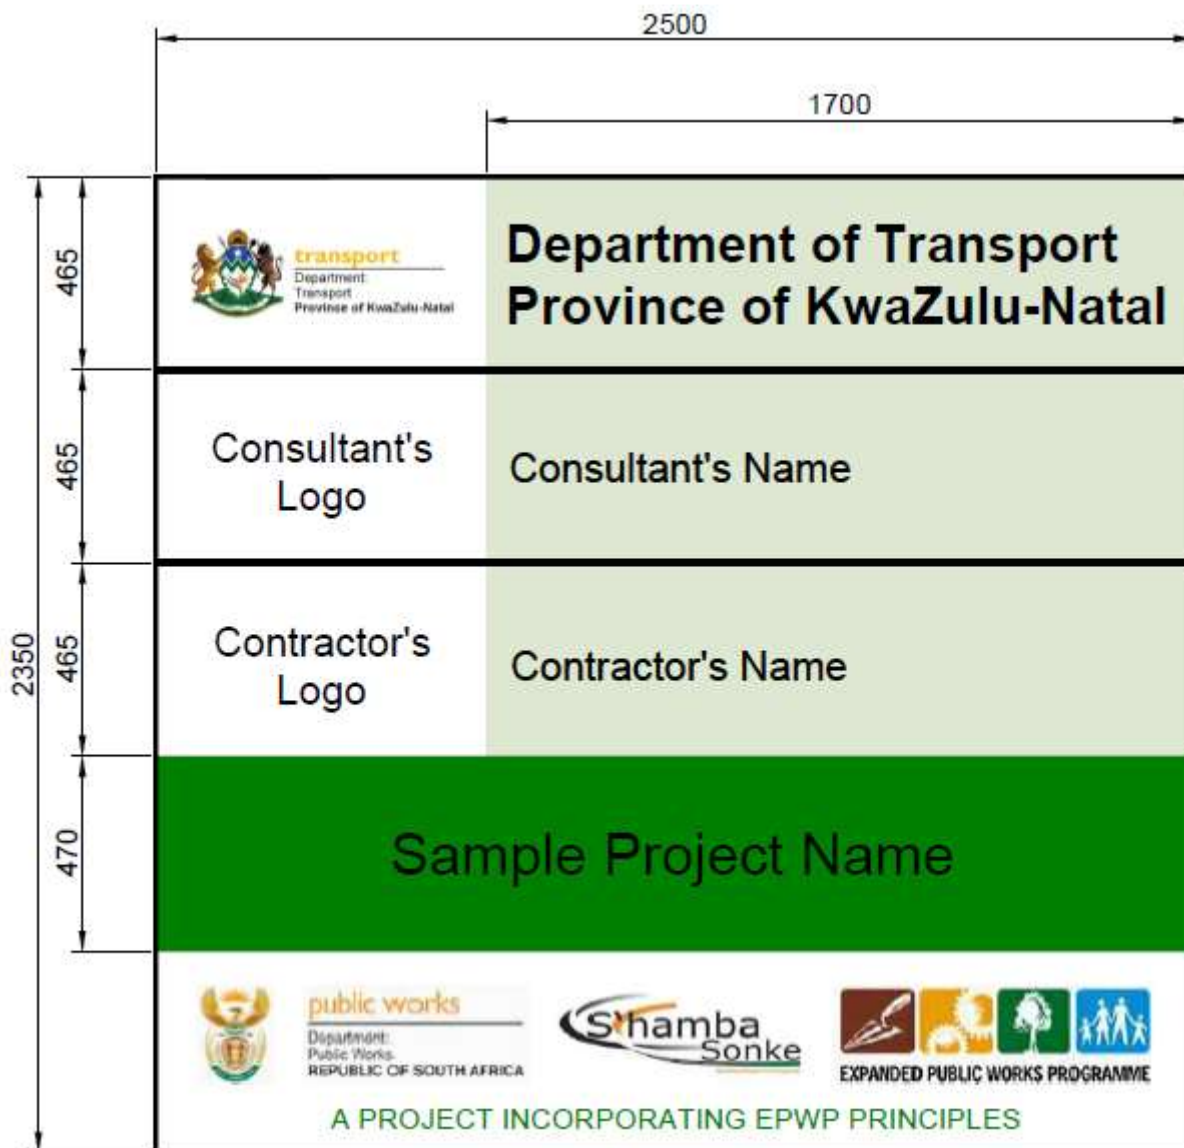 2500
1700
2350
465
transport
Department:
Transport
Province of KwaZulu-Natal
Department of Transport
Province of KwaZulu-Natal
465
Consultant's
Logo
Consultant's Name
465
Contractor's
Logo
Contractor's Name
470
Sample Project Name
public works
Department:
Public Works
REPUBLIC OF SOUTH AFRICA
S'hamba
Sonke
EXPANDED PUBLIC WORKS PROGRAMME
A PROJECT INCORPORATING EPWP PRINCIPLES